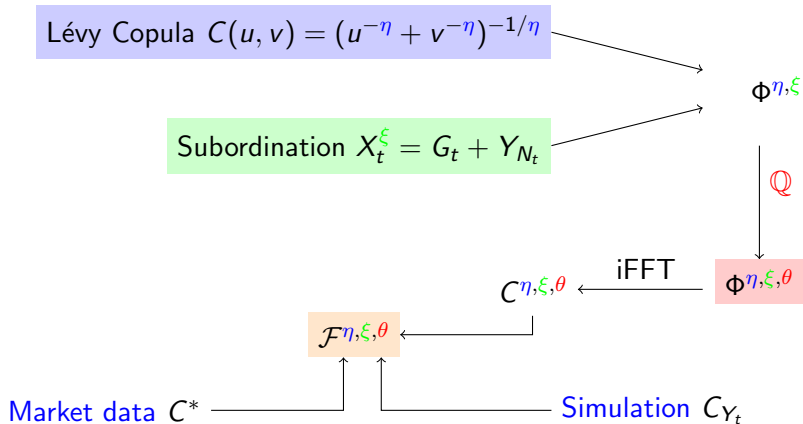 Lévy Copula C(u, v) = (u^{-η} + v^{-η})^{-1/η}
Φ^{η,ξ}
Subordination X_t^ξ = G_t + Y_{N_t}
ℚ
iFFT
C^{η,ξ,θ}
Φ^{η,ξ,θ}
ℱ^{η,ξ,θ}
Market data C*
Simulation C_{Y_t}